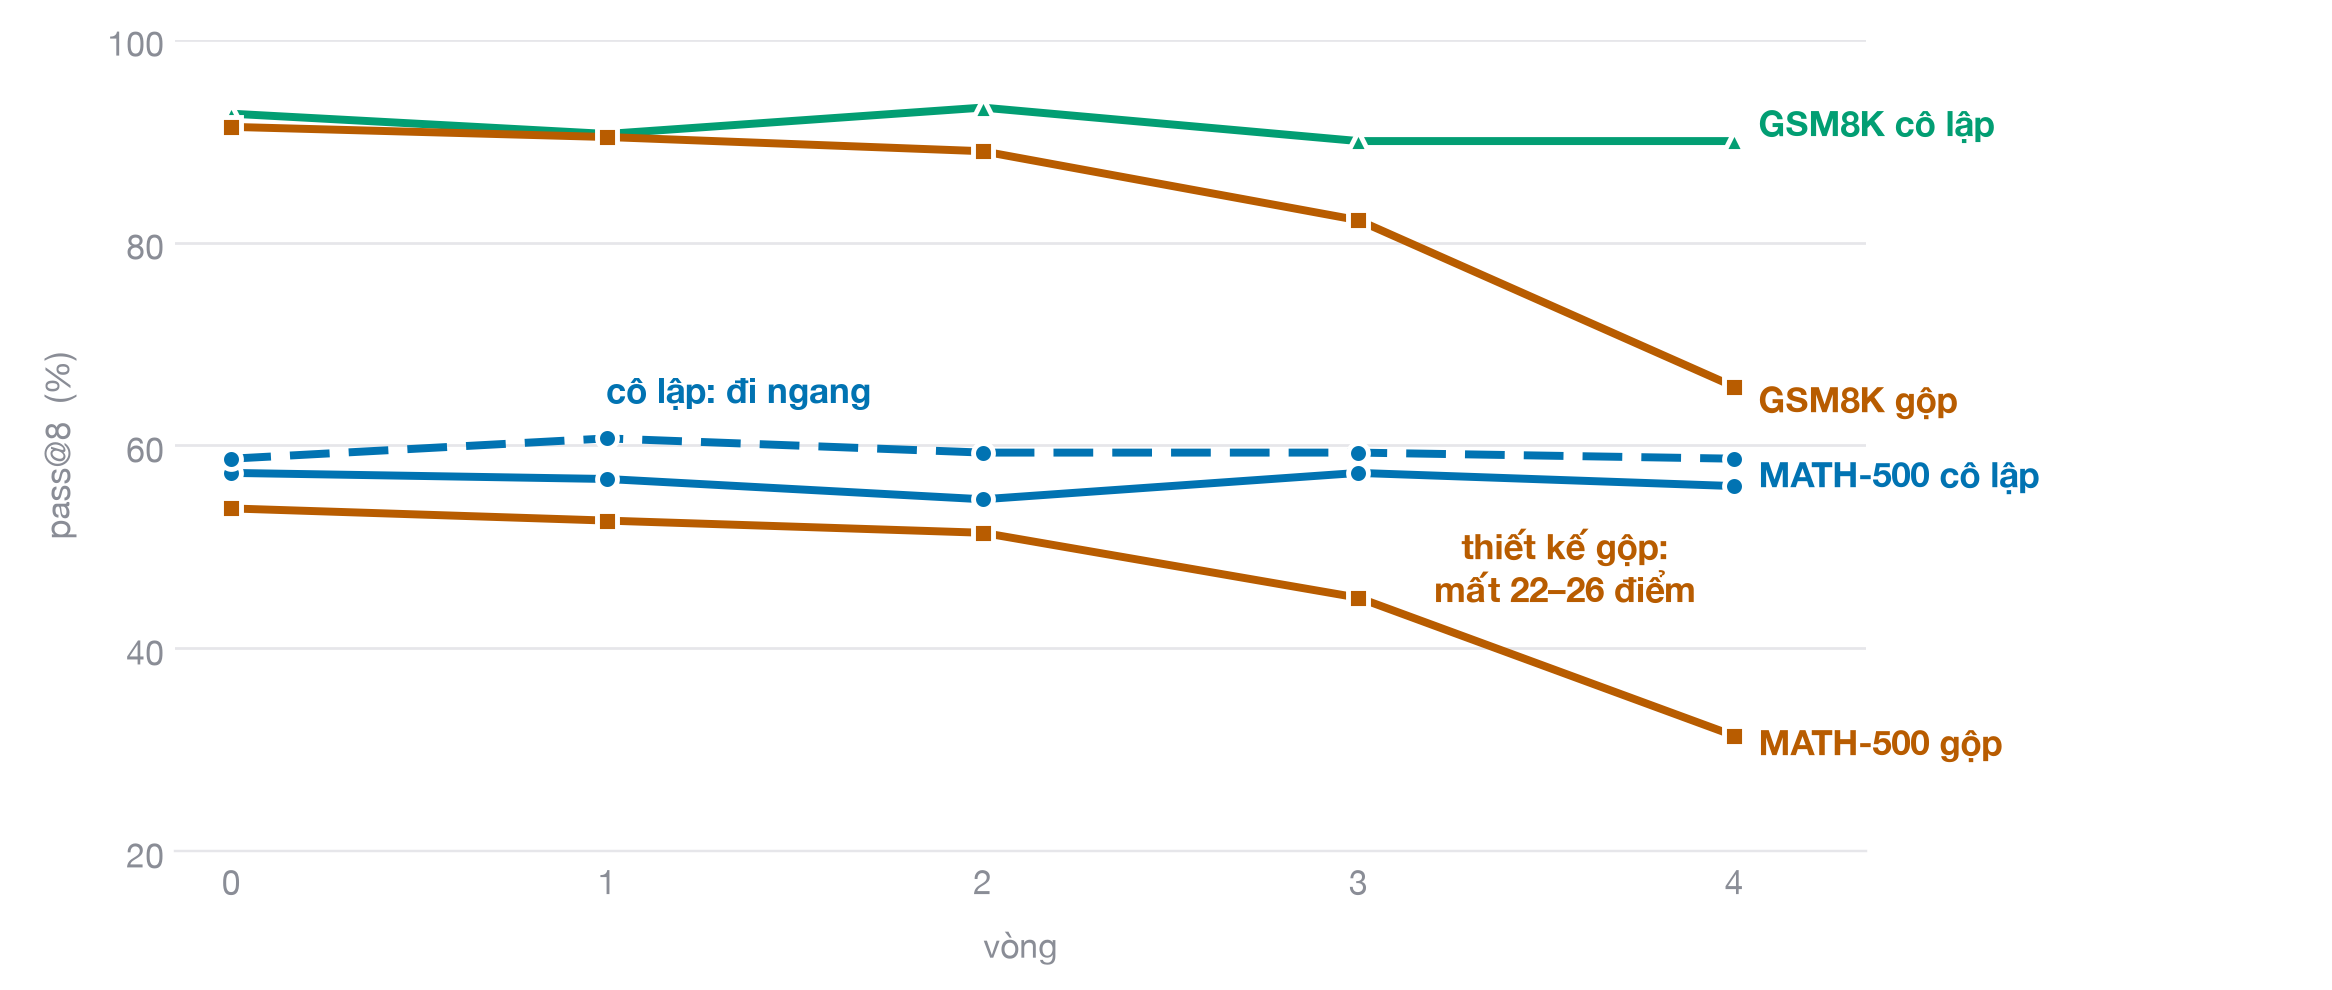 100
80
60
40
20
pass@8 (%)
GSM8K cô lập
cô lập: đi ngang
GSM8K gộp
MATH-500 cô lập
thiết kế gộp:
mất 22–26 điểm
MATH-500 gộp
0 1 2 3 4
vòng